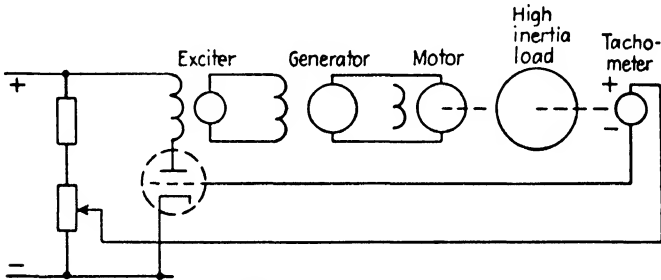 High
inertia
load
Tacho-
meter
Exciter
Generator
Motor
+
+
-
-